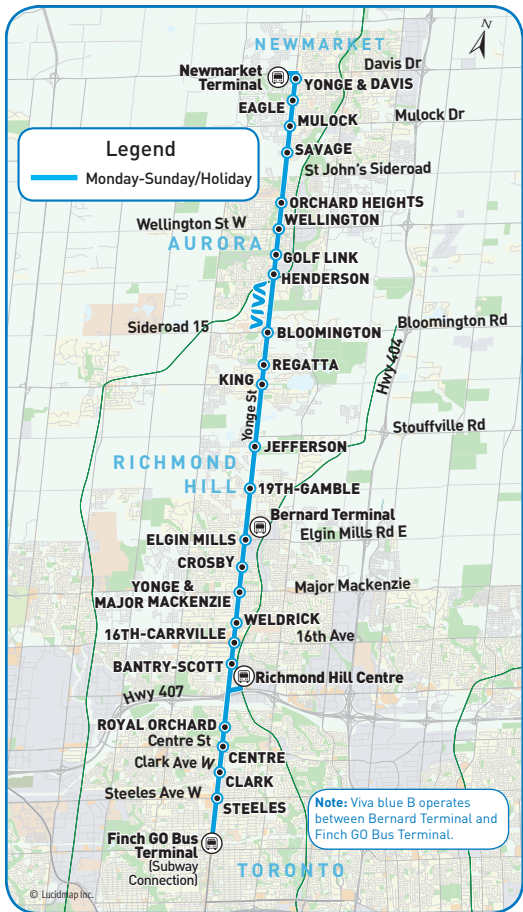 N
NEWMARKET
Davis Dr
Newmarket
Terminal
YONGE & DAVIS
EAGLE
MULOCK
Mulock Dr
Legend
Monday-Sunday/Holiday
SAVAGE
St John's Sideroad
ORCHARD HEIGHTS
Wellington St W
WELLINGTON
AURORA
GOLF LINK
HENDERSON
viva
Sideroad 15
BLOOMINGTON
Bloomington Rd
REGATTA
Hwy 404
KING
Yonge St
Stouffville Rd
JEFFERSON
RICHMOND
HILL
19TH-GAMBLE
Bernard Terminal
ELGIN MILLS
Elgin Mills Rd E
CROSBY
YONGE &
MAJOR MACKENZIE
Major Mackenzie
WELDRICK
16TH-CARRVILLE
16th Ave
BANTRY-SCOTT
Richmond Hill Centre
Hwy 407
ROYAL ORCHARD
Centre St
CENTRE
Clark Ave W
CLARK
Steeles Ave W
STEELES
Note: Viva blue B operates
between Bernard Terminal and
Finch GO Bus Terminal.
Finch GO Bus
Terminal
(Subway
Connection)
TORONTO
© Lucidmap Inc.